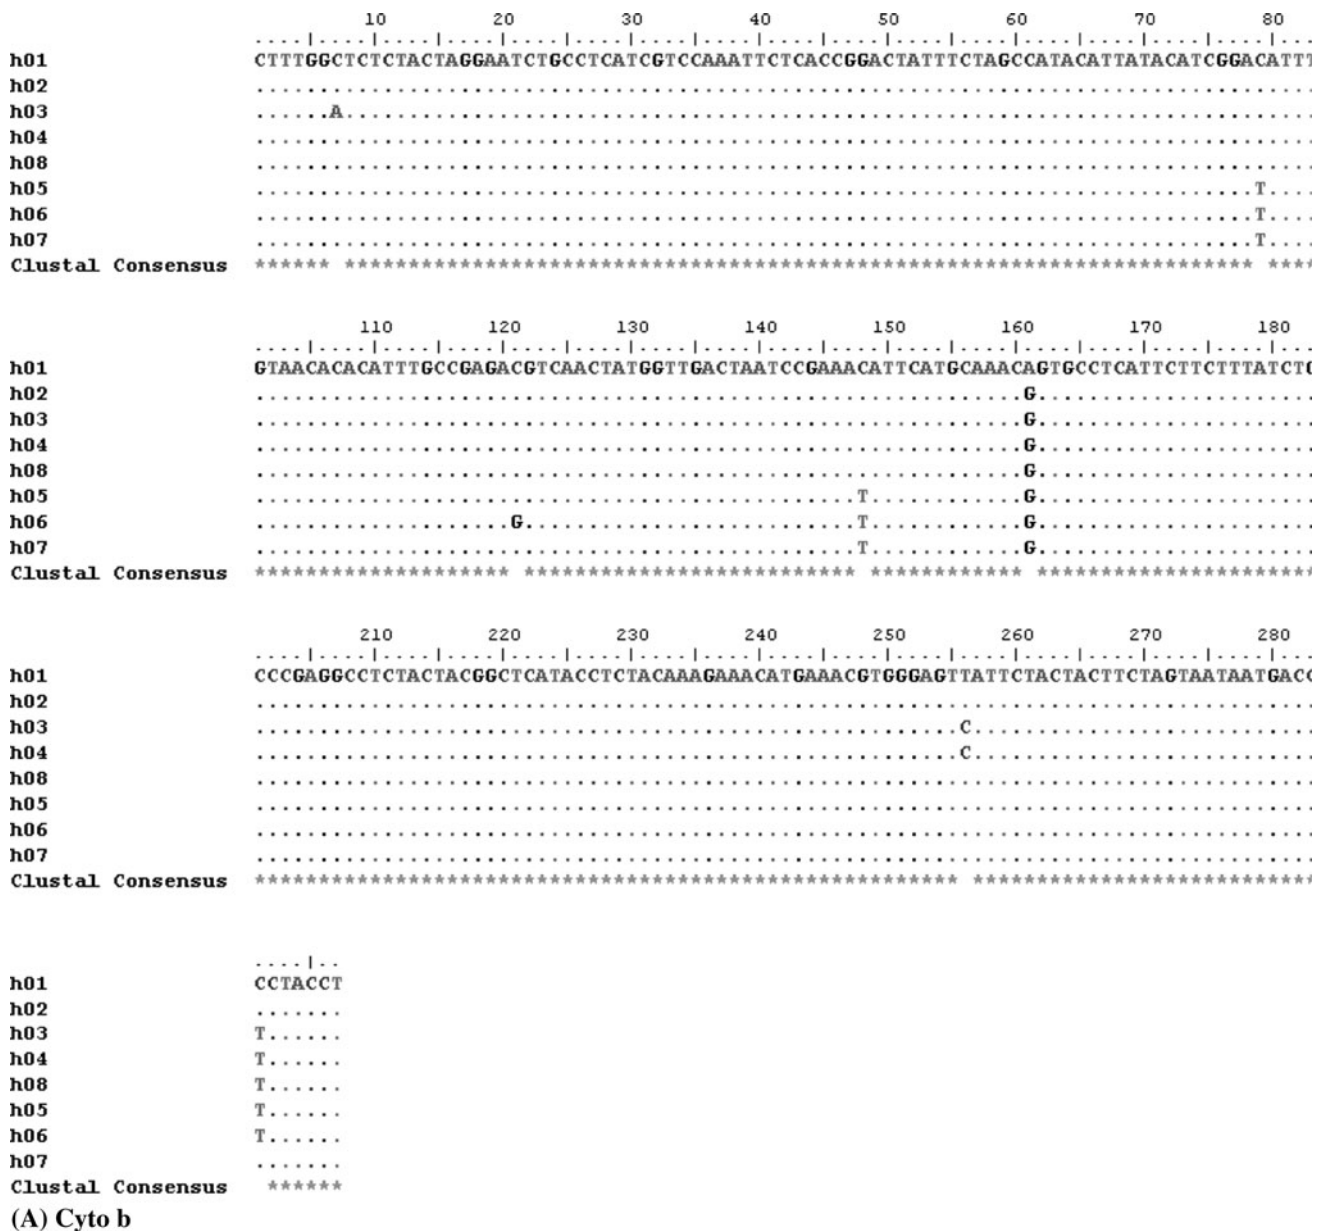 10 20 30 40 50 60 70 80
....|....|....|....|....|....|....|....|....|....|....|....|....|....|....|....|...
h01 CTTTGGCTCTCTACTAGGAATCTGCCTCATCGTCCAAATTCTCACCGGACTATTTCTAGCCATACATTATACATCGGACATTT
h02 ...................................................................................
h03 ......A............................................................................
h04 ...................................................................................
h08 ...................................................................................
h05 ..............................................................................T....
h06 ..............................................................................T....
h07 ..............................................................................T....
Clustal Consensus ****** *********************************************************************** ****
110 120 130 140 150 160 170 180
....|....|....|....|....|....|....|....|....|....|....|....|....|....|....|....|...
h01 GTAACACACATTTGCCGAGACGTCAACTATGGTTGACTAATCCGAAACATTCATGCAAACAGTGCCTCATTCTTCTTTATCTG
h02 ............................................................G......................
h03 ............................................................G......................
h04 ............................................................G......................
h08 ............................................................G......................
h05 ...............................................T............G......................
h06 ....................G..........................T............G......................
h07 ...............................................T............G......................
Clustal Consensus ******************** ************************** ************ **********************
210 220 230 240 250 260 270 280
....|....|....|....|....|....|....|....|....|....|....|....|....|....|....|....|...
h01 CCCGAGGCCTCTACTACGGCTCATACCTCTACAAAGAAACATGAAACGTGGGAGTTATTCTACTACTTCTAGTAATAATGACC
h02 ...................................................................................
h03 .......................................................C...........................
h04 .......................................................C...........................
h08 ...................................................................................
h05 ...................................................................................
h06 ...................................................................................
h07 ...................................................................................
Clustal Consensus ******************************************************* ***************************
....|..
h01 CCTACCT
h02 .......
h03 T......
h04 T......
h08 T......
h05 T......
h06 T......
h07 .......
Clustal Consensus ******
(A) Cyto b